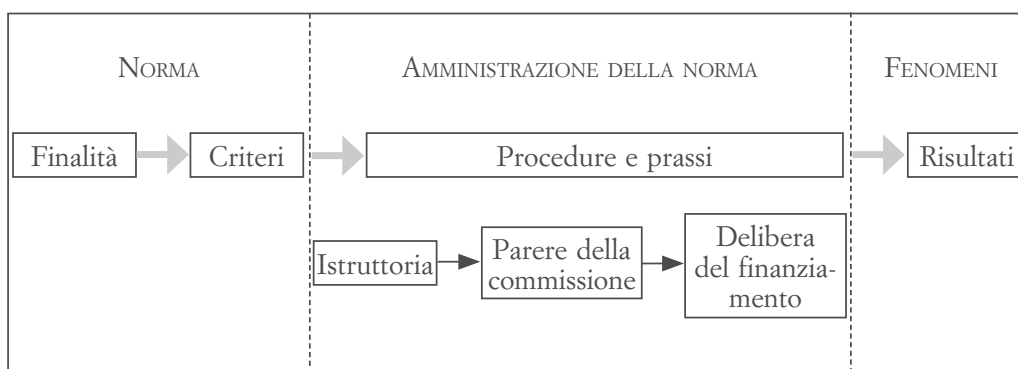 NORMA
AMMINISTRAZIONE DELLA NORMA
FENOMENI
Finalità
Criteri
Procedure e prassi
Risultati
Istruttoria
Parere della
commissione
Delibera
del finanzia-
mento